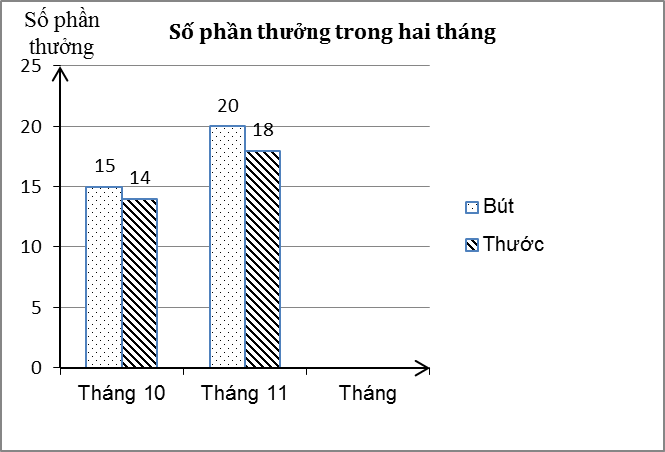 Số phần
thưởng
Số phần thưởng trong hai tháng
25
20
15
10
5
0
15
14
20
18
Tháng 10
Tháng 11
Tháng
Bút
Thước